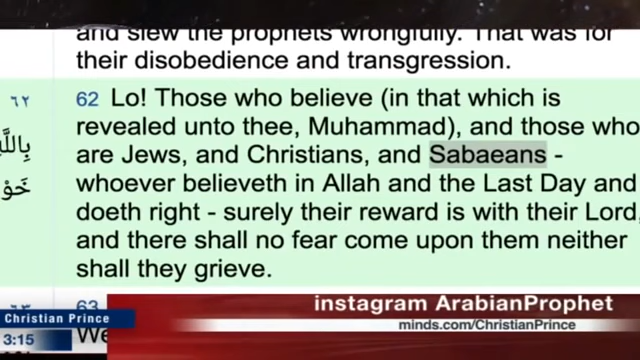 and slew the prophets wrongfully. That was for
their disobedience and transgression.
٦٢
62 Lo! Those who believe (in that which is
revealed unto thee, Muhammad), and those who
are Jews, and Christians, and Sabaeans -
whoever believeth in Allah and the Last Day and
doeth right - surely their reward is with their Lord,
and there shall no fear come upon them neither
shall they grieve.
٦٣
63
We
instagram ArabianProphet
minds.com/ChristianPrince
Christian Prince
3:15